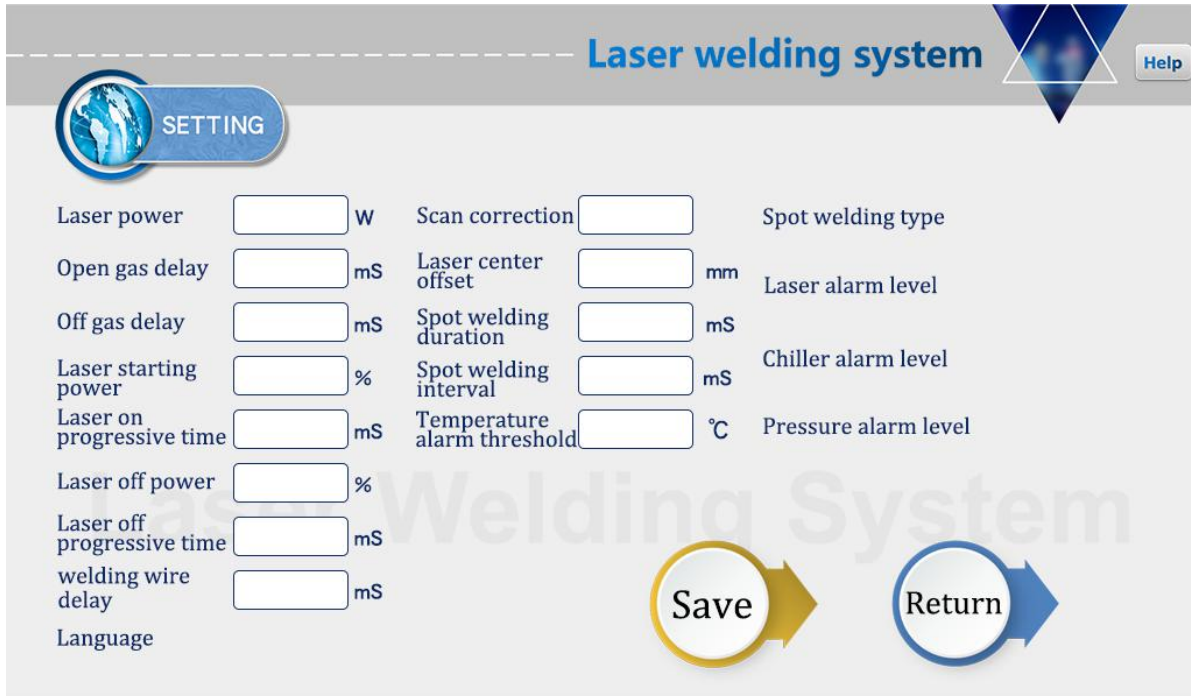 Laser welding system
Help
SETTING
Laser power W
Open gas delay mS
Off gas delay mS
Laser starting
power %
Laser on
progressive time mS
Laser off power %
Laser off
progressive time mS
welding wire
delay mS
Language
Scan correction
Laser center
offset mm
Spot welding
duration mS
Spot welding
interval mS
Temperature
alarm threshold ℃
Spot welding type
Laser alarm level
Chiller alarm level
Pressure alarm level
Laser Welding System
Save
Return